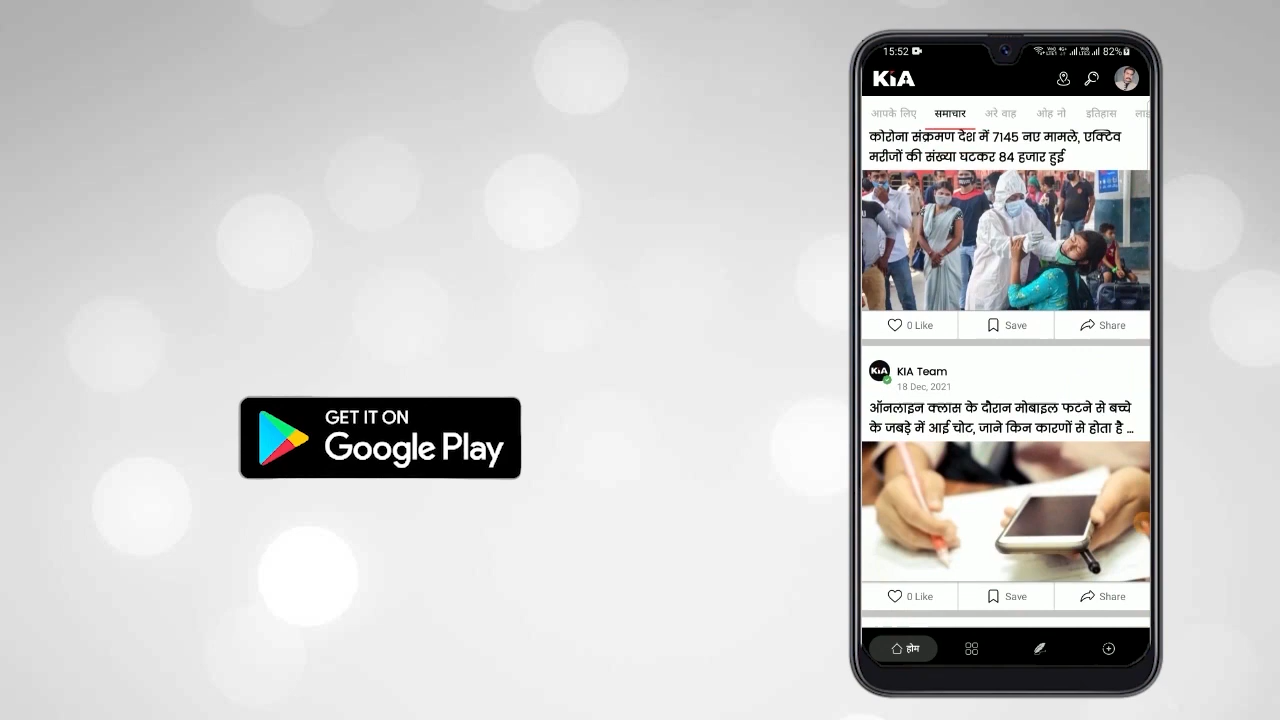 GET IT ON
Google Play
15:52
82%
KiA
आपके लिए समाचार अरे वाह ओह नो इतिहास
कोरोना संक्रमण देश में 7145 नए मामले, एक्टिव
मरीजों की संख्या घटकर 84 हजार हुई
0 Like Save Share
KiA
KIA Team
18 Dec, 2021
ऑनलाइन क्लास के दौरान मोबाइल फटने से बच्चे
के जबड़े में आई चोट, जाने किन कारणों से होता है ...
0 Like Save Share
होम